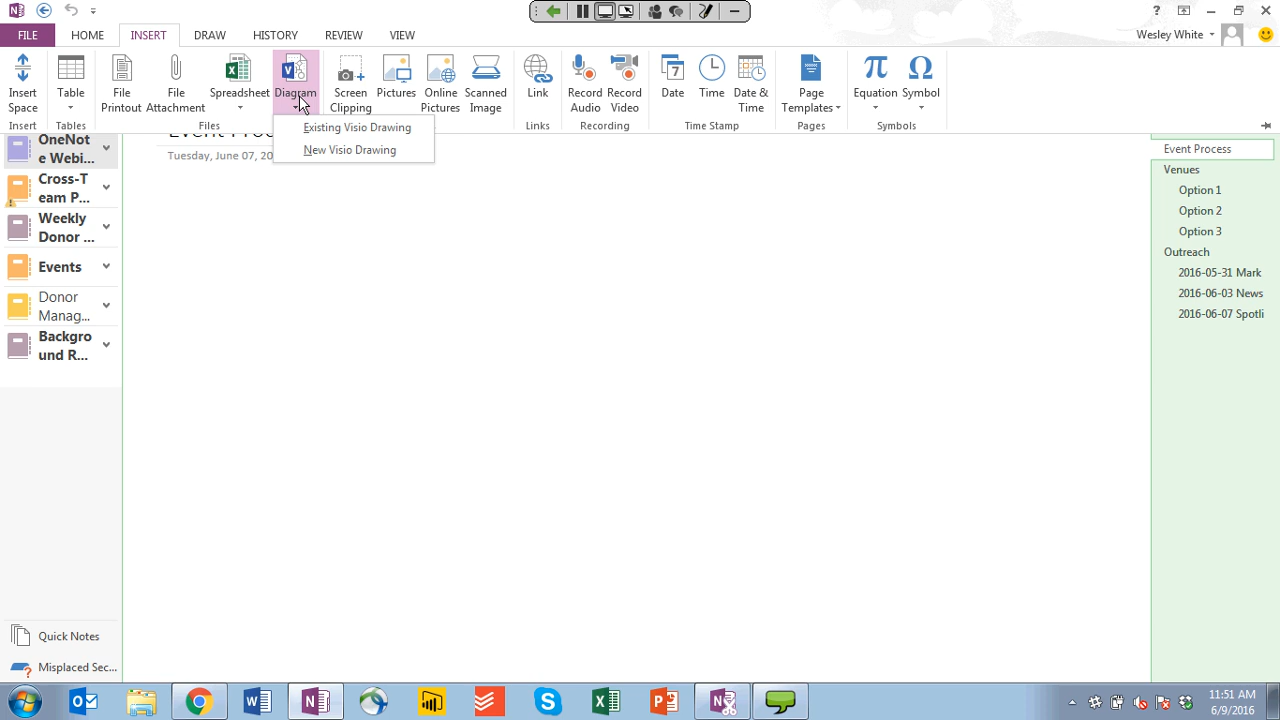 ?
Wesley White
FILE HOME INSERT DRAW HISTORY REVIEW VIEW
Insert Space
Table
File Printout
File Attachment
Spreadsheet
Diagram
Screen Clipping
Pictures
Online Pictures
Scanned Image
Link
Record Audio
Record Video
Date
Time
Date & Time
Page Templates
Equation
Symbol
Insert Tables Files Links Recording Time Stamp Pages Symbols
Existing Visio Drawing
New Visio Drawing
Tuesday, June 07, 20
OneNot
e Webi...
Cross-T
eam P...
Weekly
Donor ...
Events
Donor
Manag...
Backgro
und R...
Quick Notes
Misplaced Sec...
Event Process
Venues
Option 1
Option 2
Option 3
Outreach
2016-05-31 Mark
2016-06-03 News
2016-06-07 Spotli
11:51 AM
6/9/2016